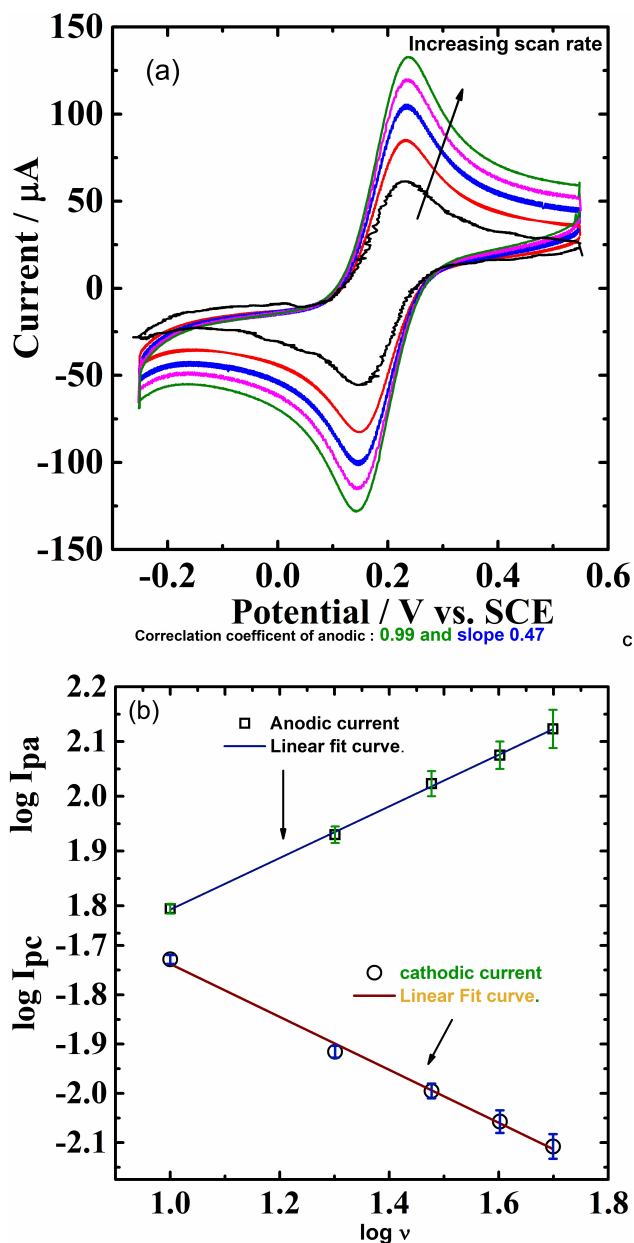 Increasing scan rate
(a)
150
100
50
0
-50
-100
-150
Current / µA
-0.2 0.0 0.2 0.4 0.6
Potential / V vs. SCE
Correclation coefficent of anodic : 0.99 and slope 0.47
c
(b)
2.2
2.1
2.0
1.9
1.8
log Ipa
Anodic current
Linear fit curve.
-1.7
-1.8
-1.9
-2.0
-2.1
log Ipc
cathodic current
Linear Fit curve.
1.0 1.2 1.4 1.6 1.8
log ν